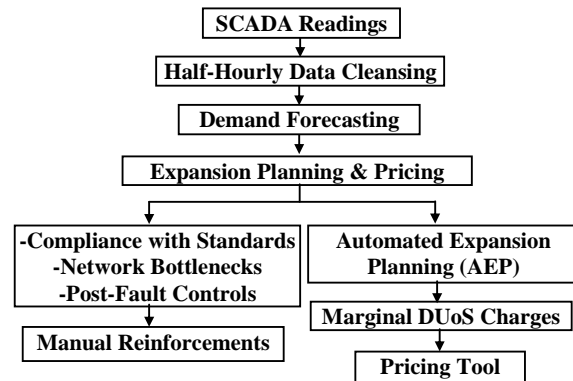 SCADA Readings
Half-Hourly Data Cleansing
Demand Forecasting
Expansion Planning & Pricing
-Compliance with Standards
-Network Bottlenecks
-Post-Fault Controls
Manual Reinforcements
Automated Expansion
Planning (AEP)
Marginal DUoS Charges
Pricing Tool